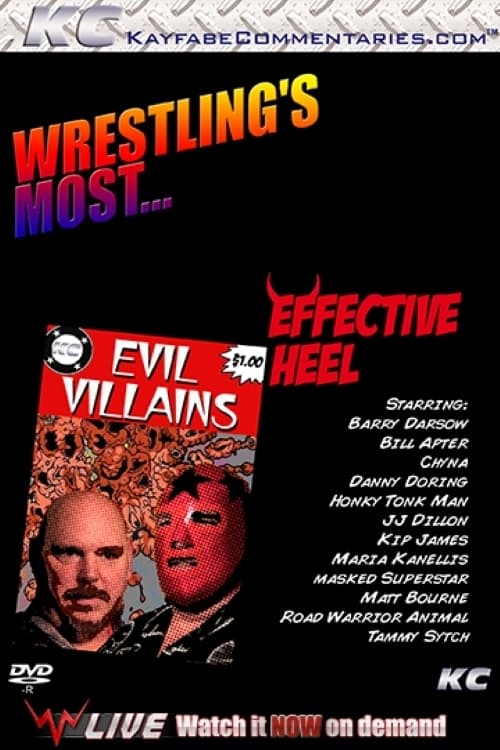 KC KAYFABECOMMENTARIES.COM™
WRESTLING'S
MOST...
EFFECTIVE
HEEL
KC
EVIL
VILLAINS
$1.00
STARRING:
BARRY DARSOW
BILL APTER
CHYNA
DANNY DORING
HONKY TONK MAN
JJ DILLON
KIP JAMES
MARIA KANELLIS
MASKED SUPERSTAR
MATT BOURNE
ROAD WARRIOR ANIMAL
TAMMY SYTCH
DVD
-R
KC
WNLIVE Watch it NOW on demand